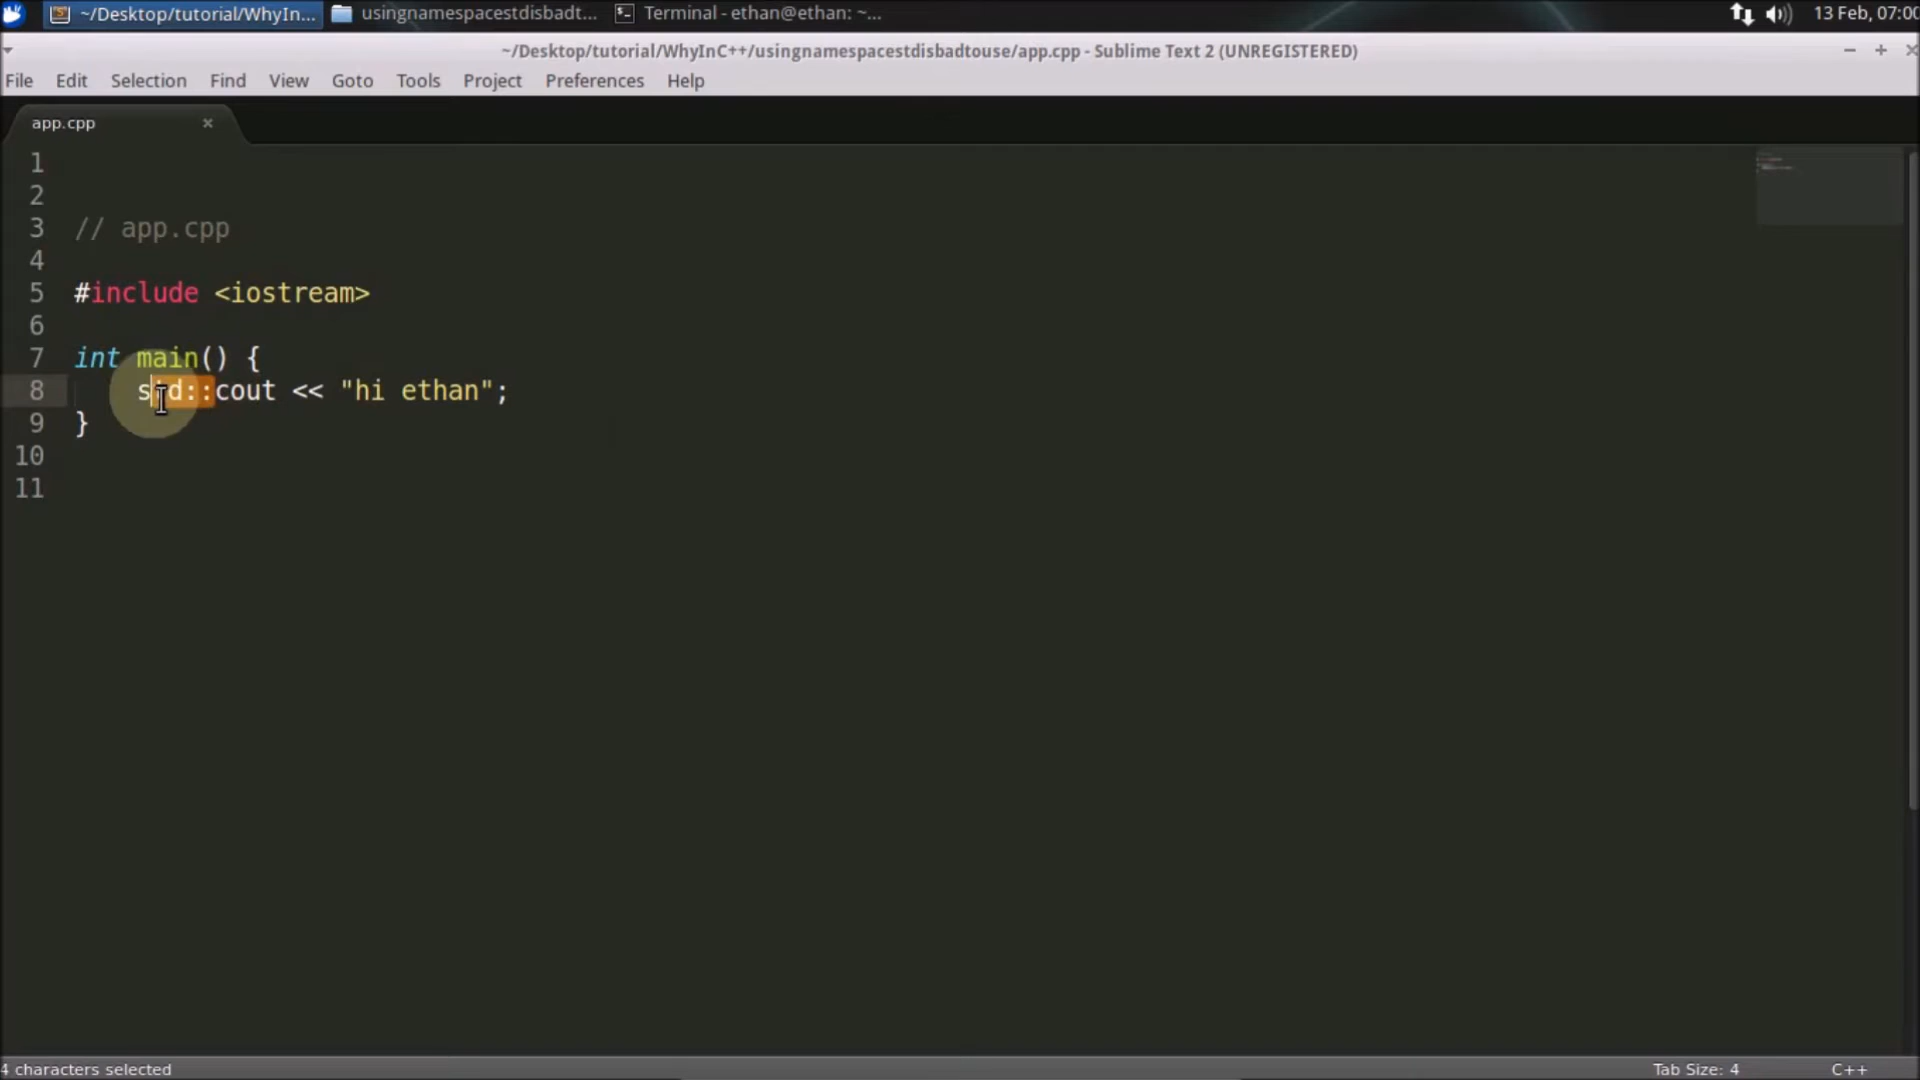 ~/Desktop/tutorial/WhyIn... usingnamespacestdisbadt... Terminal - ethan@ethan: ~... 13 Feb, 07:00
~/Desktop/tutorial/WhyInC++/usingnamespacestdisbadtouse/app.cpp - Sublime Text 2 (UNREGISTERED)
File Edit Selection Find View Goto Tools Project Preferences Help
app.cpp ×
1
2
3 // app.cpp
4
5 #include <iostream>
6
7 int main() {
8 std::cout << "hi ethan";
9 }
10
11
4 characters selected Tab Size: 4 C++